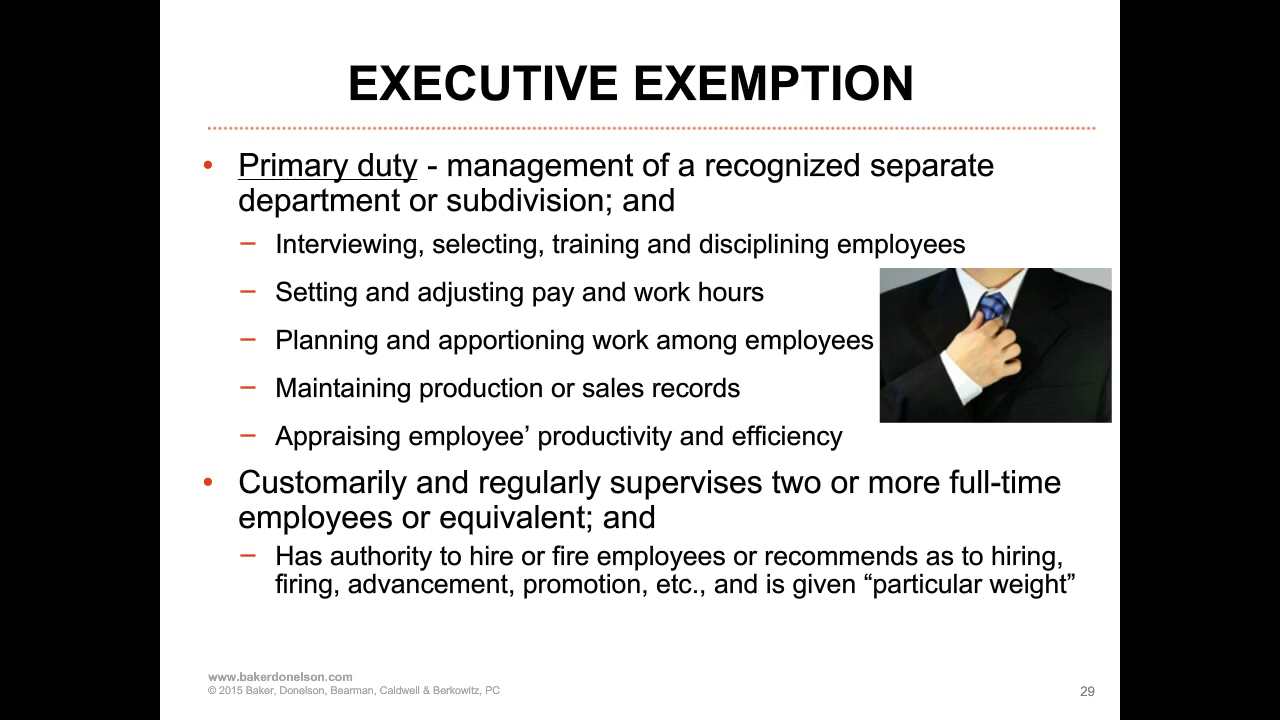 EXECUTIVE EXEMPTION
• Primary duty - management of a recognized separate
department or subdivision; and
– Interviewing, selecting, training and disciplining employees
– Setting and adjusting pay and work hours
– Planning and apportioning work among employees
– Maintaining production or sales records
– Appraising employee’ productivity and efficiency
• Customarily and regularly supervises two or more full-time
employees or equivalent; and
– Has authority to hire or fire employees or recommends as to hiring,
firing, advancement, promotion, etc., and is given “particular weight”
www.bakerdonelson.com
© 2015 Baker, Donelson, Bearman, Caldwell & Berkowitz, PC
29